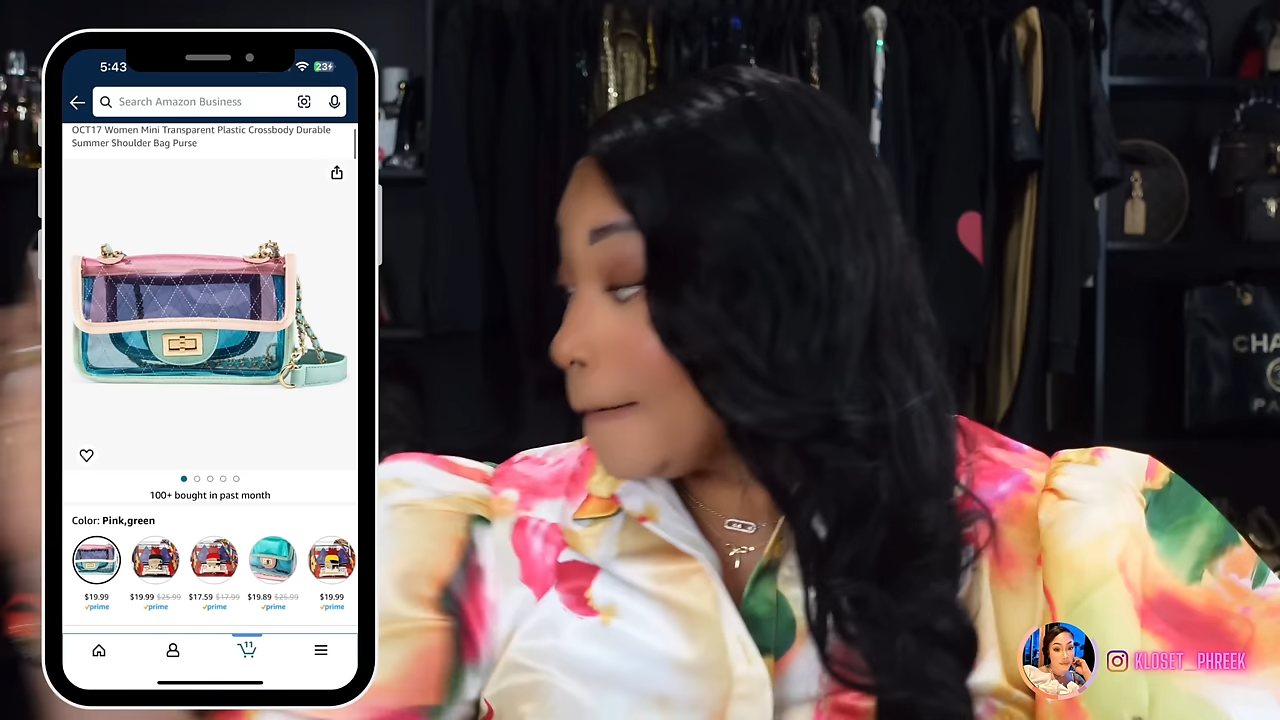 5:43
23
Search Amazon Business
OCT17 Women Mini Transparent Plastic Crossbody Durable
Summer Shoulder Bag Purse
100+ bought in past month
Color: Pink,green
$19.99
prime
$19.99 $25.99
prime
$17.59 $17.99
prime
$19.89 $25.99
prime
$19.99
prime
11
CHA
PA
KLOSET_PHREEK